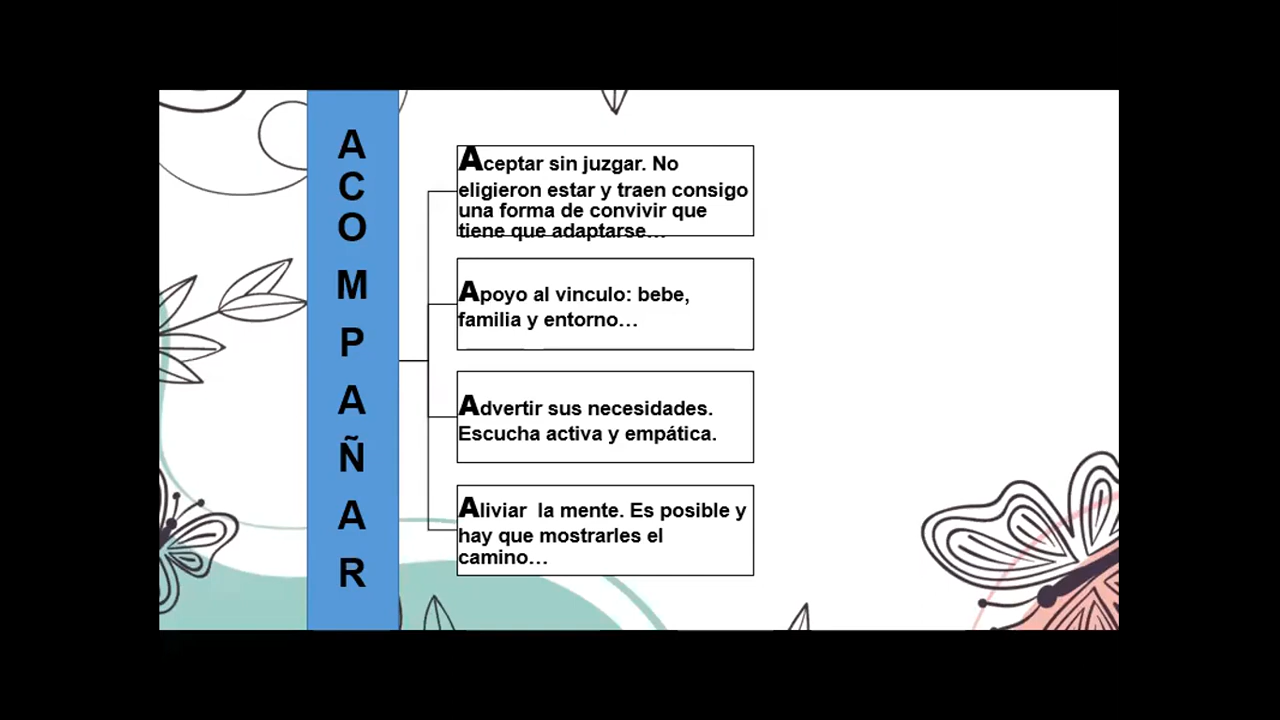 A
C
O
M
P
A
Ñ
A
R
Aceptar sin juzgar. No
eligieron estar y traen consigo
una forma de convivir que
tiene que adaptarse…
Apoyo al vinculo: bebe,
familia y entorno…
Advertir sus necesidades.
Escucha activa y empática.
Aliviar  la mente. Es posible y
hay que mostrarles el
camino…